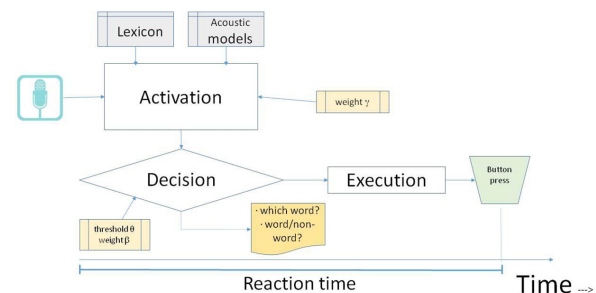 Lexicon
Acoustic
models
Activation
weight γ
Decision
Execution
Button
press
threshold θ
weight β
· which word?
· word/non-
word?
Reaction time
Time --->